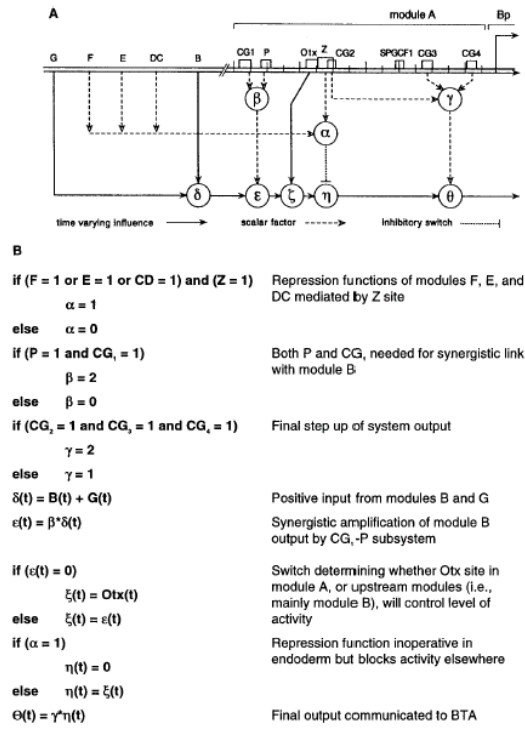 A
module A
Bp
G
F
E
DC
B
CG1
P
Otx
Z
CG2
SPGCF1
CG3
CG4
β
γ
α
δ
ε
ζ
η
θ
time varying influence
scalar factor
inhibitory switch
B
if (F = 1 or E = 1 or CD = 1) and (Z = 1)
Repression functions of modules F, E, and
DC mediated by Z site
α = 1
else α = 0
if (P = 1 and CG₁ = 1)
Both P and CG, needed for synergistic link
with module B
β = 2
else β = 0
if (CG₂ = 1 and CG₃ = 1 and CG₄ = 1)
Final step up of system output
γ = 2
else γ = 1
δ(t) = B(t) + G(t)
Positive input from modules B and G
ε(t) = β*δ(t)
Synergistic amplification of module B
output by CG,-P subsystem
if (ε(t) = 0)
Switch determining whether Otx site in
module A, or upstream modules (i.e.,
mainly module B), will control level of
activity
ξ(t) = Otx(t)
else ξ(t) = ε(t)
if (α = 1)
Repression function inoperative in
endoderm but blocks activity elsewhere
η(t) = 0
else η(t) = ξ(t)
Θ(t) = γ*η(t)
Final output communicated to BTA